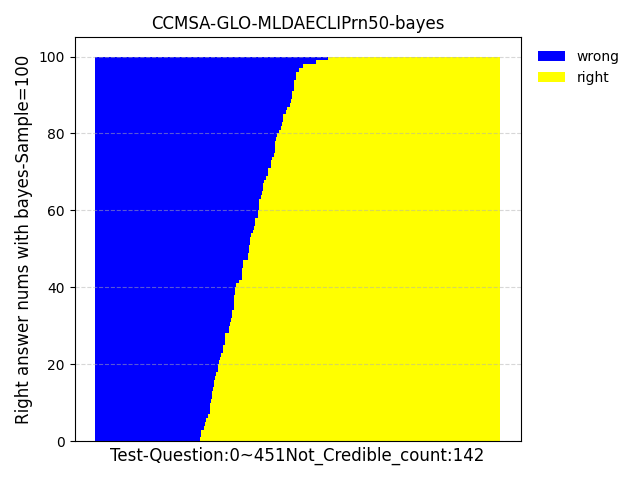 CCMSA-GLO-MLDAECLIPrn50-bayes
wrong
right
Right answer nums with bayes-Sample=100
100
80
60
40
20
0
Test-Question:0~451Not_Credible_count:142